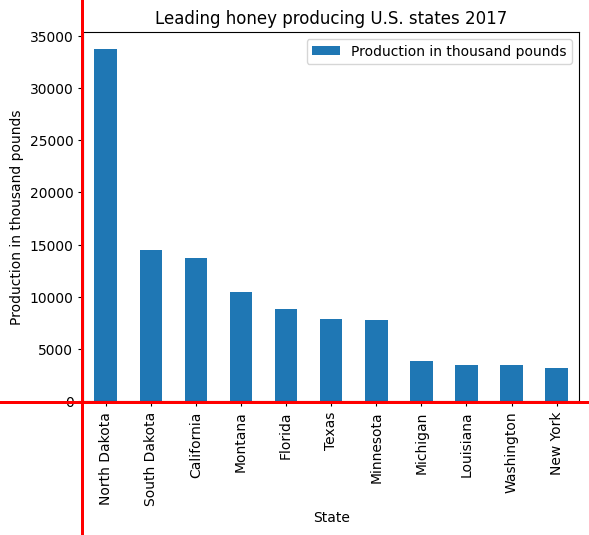 Leading honey producing U.S. states 2017
Production in thousand pounds
Production in thousand pounds
35000
30000
25000
20000
15000
10000
5000
0
North Dakota
South Dakota
California
Montana
Florida
Texas
Minnesota
Michigan
Louisiana
Washington
New York
State